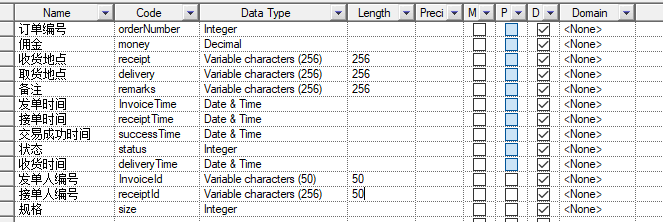 Name Code Data Type Length Preci M P D Domain
订单编号 orderNumber Integer <None>
佣金 money Decimal <None>
收货地点 receipt Variable characters (256) 256 <None>
取货地点 delivery Variable characters (256) 256 <None>
备注 remarks Variable characters (256) 256 <None>
发单时间 InvoiceTime Date & Time <None>
接单时间 receiptTime Date & Time <None>
交易成功时间 successTime Date & Time <None>
状态 status Integer <None>
收货时间 deliveryTime Date & Time <None>
发单人编号 InvoiceId Variable characters (50) 50 <None>
接单人编号 receiptId Variable characters (256) 50 <None>
规格 size Integer <None>